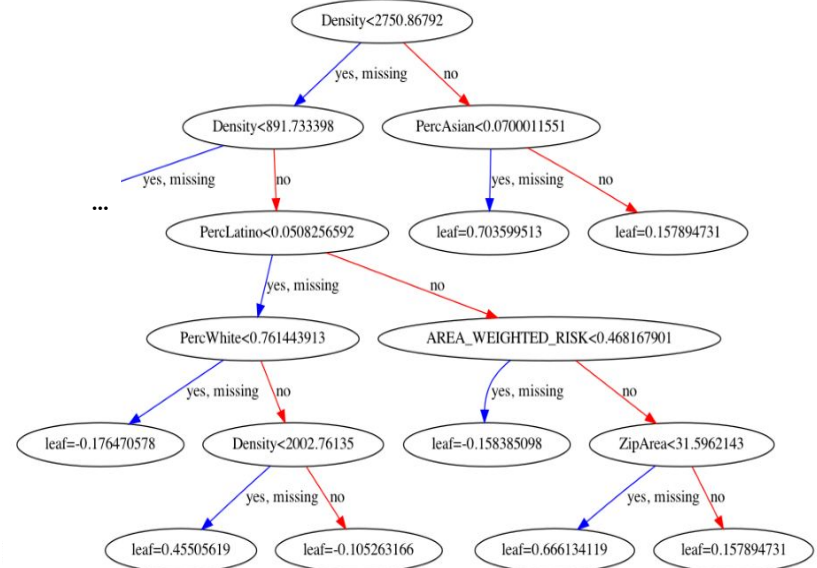 Density<2750.86792
yes, missing
no
Density<891.733398
PercAsian<0.0700011551
yes, missing
no
yes, missing
no
...
PercLatino<0.0508256592
leaf=0.703599513
leaf=0.157894731
yes, missing
no
PercWhite<0.761443913
AREA_WEIGHTED_RISK<0.468167901
yes, missing
no
yes, missing
no
leaf=-0.176470578
Density<2002.76135
leaf=-0.158385098
ZipArea<31.5962143
yes, missing
no
yes, missing
no
leaf=0.45505619
leaf=-0.105263166
leaf=0.666134119
leaf=0.157894731